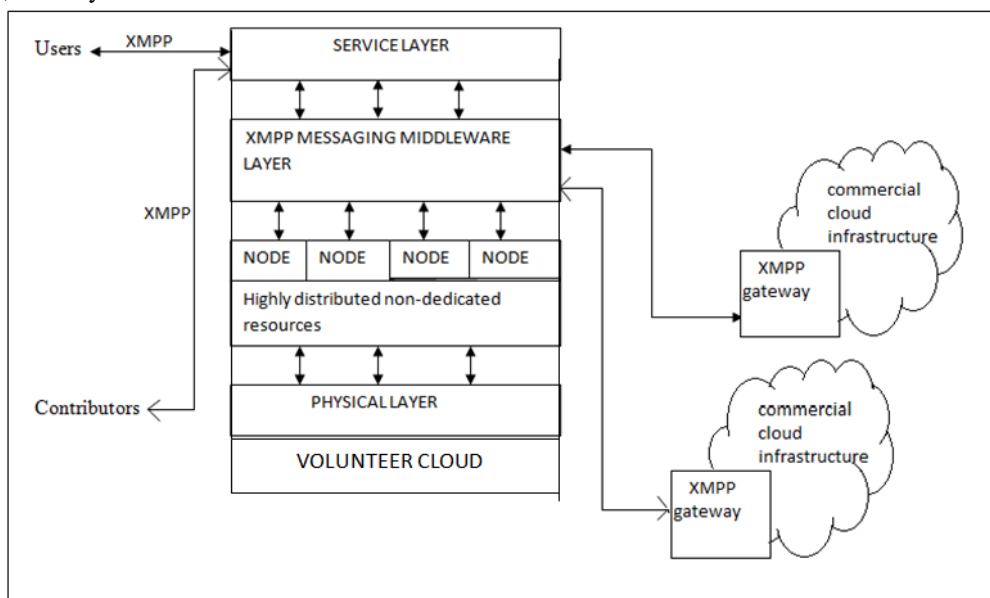 Users
XMPP
SERVICE LAYER
XMPP MESSAGING MIDDLEWARE
LAYER
XMPP
NODE
NODE
NODE
NODE
Highly distributed non-dedicated
resources
Contributors
PHYSICAL LAYER
VOLUNTEER CLOUD
commercial
cloud
infrastructure
XMPP
gateway
commercial
cloud
infrastructure
XMPP
gateway